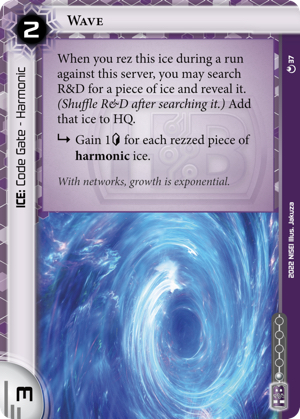 2
WAVE
When you rez this ice during a run
against this server, you may search
R&D for a piece of ice and reveal it.
(Shuffle R&D after searching it.) Add
that ice to HQ.
Gain 1 for each rezzed piece of
harmonic ice.
With networks, growth is exponential.
ICE: Code Gate - Harmonic
37
2022 NISEI Illus. Jakuza
3